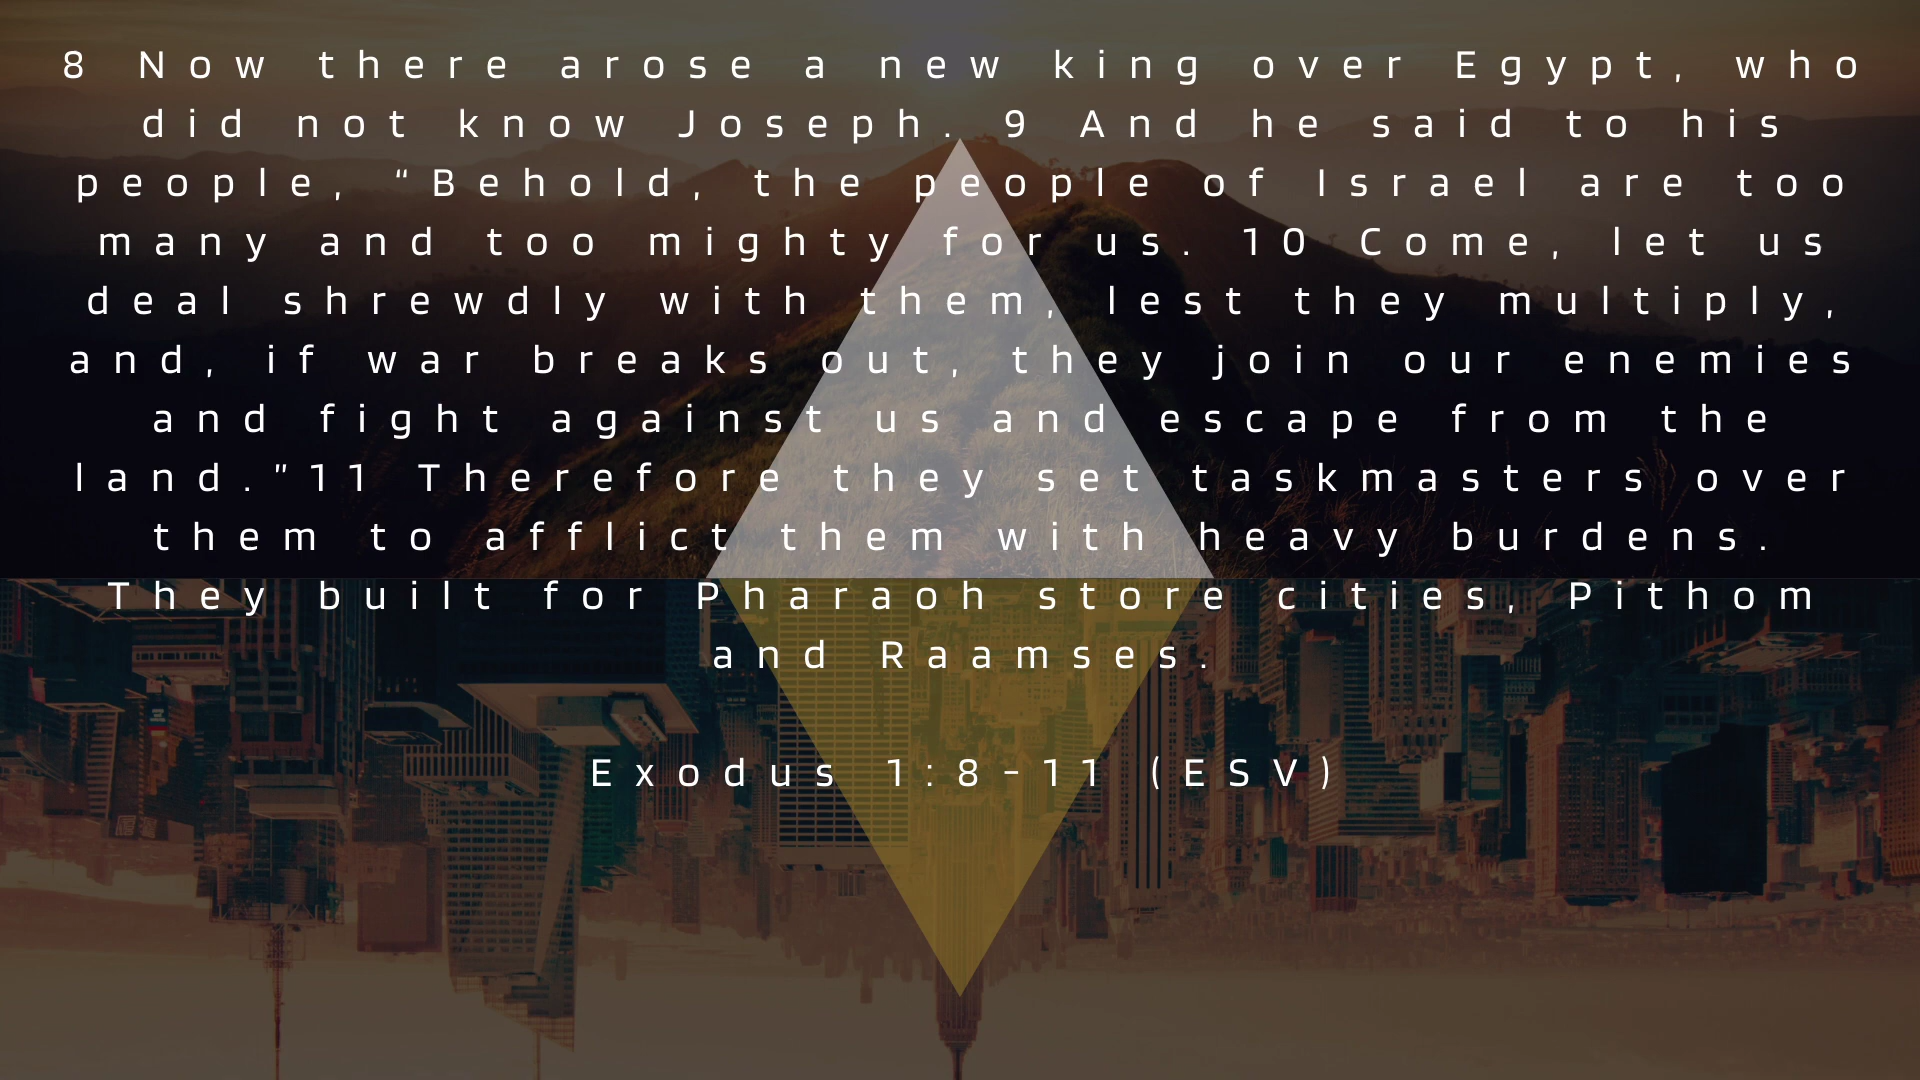 8 Now there arose a new king over Egypt, who
did not know Joseph. 9 And he said to his
people, “Behold, the people of Israel are too
many and too mighty for us. 10 Come, let us
deal shrewdly with them, lest they multiply,
and, if war breaks out, they join our enemies
and fight against us and escape from the
land.”11 Therefore they set taskmasters over
them to afflict them with heavy burdens.
They built for Pharaoh store cities, Pithom
and Raamses.
Exodus 1:8-11 (ESV)